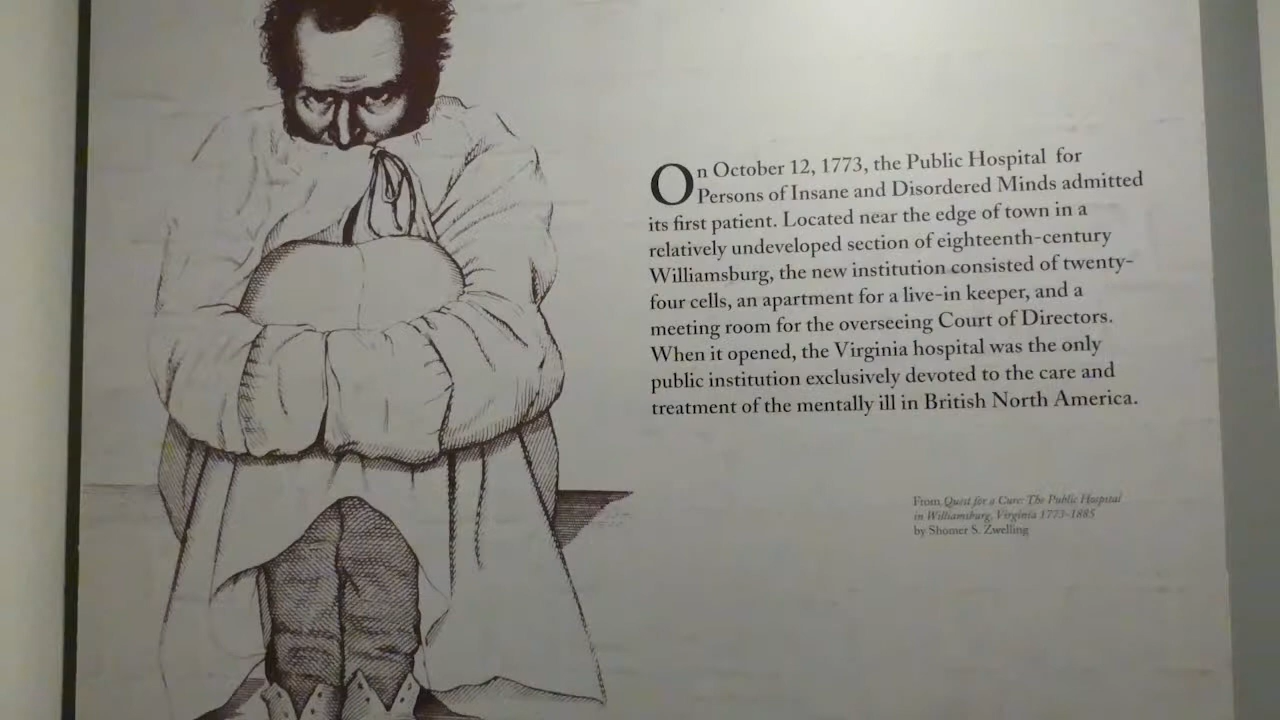 On October 12, 1773, the Public Hospital for
Persons of Insane and Disordered Minds admitted
its first patient. Located near the edge of town in a
relatively undeveloped section of eighteenth-century
Williamsburg, the new institution consisted of twenty-
four cells, an apartment for a live-in keeper, and a
meeting room for the overseeing Court of Directors.
When it opened, the Virginia hospital was the only
public institution exclusively devoted to the care and
treatment of the mentally ill in British North America.
From Quest for a Cure: The Public Hospital
in Williamsburg, Virginia 1773-1885
by Shomer S. Zwelling